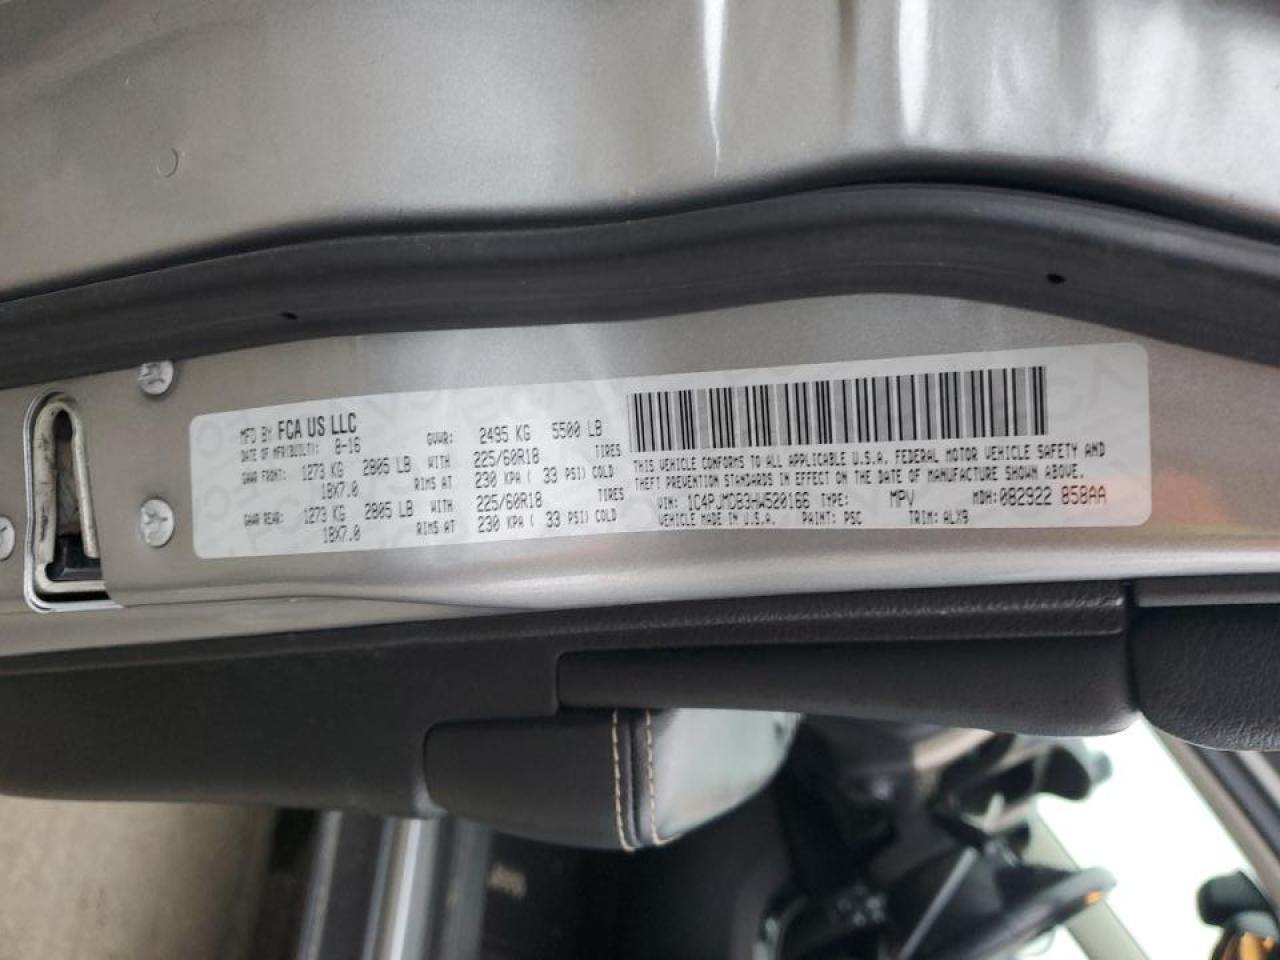 MFD BY FCA US LLC
DATE OF MFR(BUILT): 8-16 GVWR: 2495 KG 5500 LB
GAWR FRONT: 1273 KG 2805 LB WITH 225/60R18 TIRES
18X7.0 RIMS AT 230 KPA ( 33 PSI) COLD
GAWR REAR: 1273 KG 2805 LB WITH 225/60R18 TIRES
18X7.0 RIMS AT 230 KPA ( 33 PSI) COLD
THIS VEHICLE CONFORMS TO ALL APPLICABLE U.S.A. FEDERAL MOTOR VEHICLE SAFETY AND
THEFT PREVENTION STANDARDS IN EFFECT ON THE DATE OF MANUFACTURE SHOWN ABOVE.
VIN: 1C4PJMDB3HW520166 TYPE: MPV MDH: 082922 858AA
VEHICLE MADE IN U.S.A. PAINT: PSC TRIM: ALX9